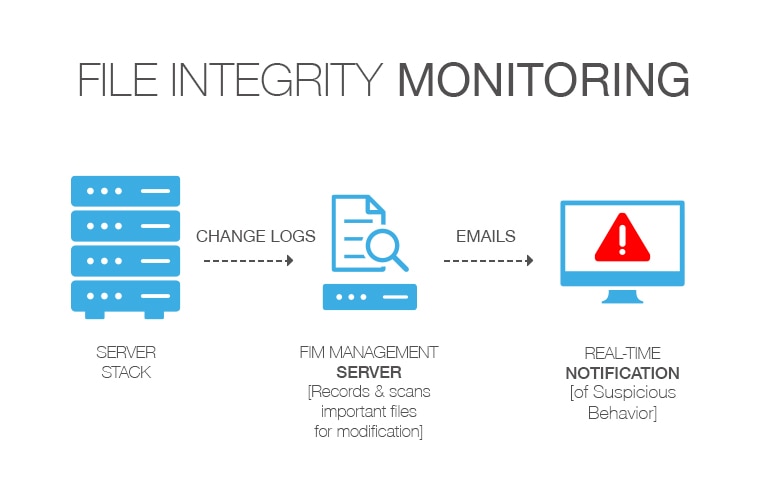 FILE INTEGRITY MONITORING
CHANGE LOGS
EMAILS
SERVER
STACK
FIM MANAGEMENT
SERVER
[Records & scans
important files
for modification]
REAL-TIME
NOTIFICATION
[of Suspicious
Behavior]